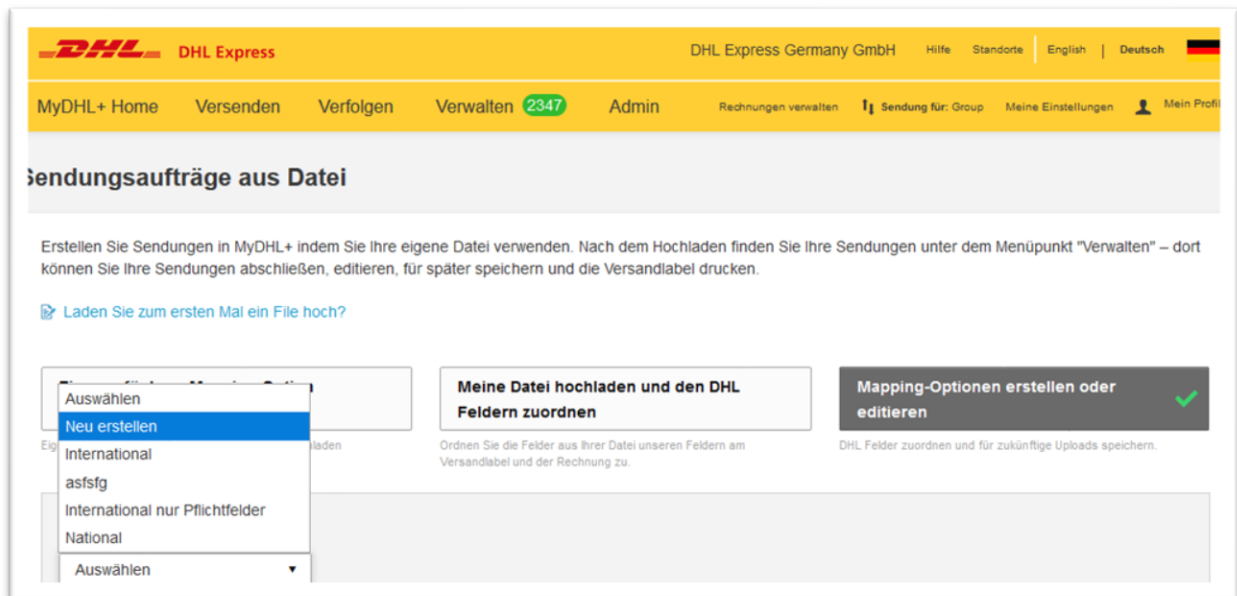 DHL DHL Express
DHL Express Germany GmbH Hilfe Standorte English | Deutsch
MyDHL+ Home Versenden Verfolgen Verwalten 2347 Admin Rechnungen verwalten Sendung für: Group Meine Einstellungen Mein Profil
Sendungsaufträge aus Datei
Erstellen Sie Sendungen in MyDHL+ indem Sie Ihre eigene Datei verwenden. Nach dem Hochladen finden Sie Ihre Sendungen unter dem Menüpunkt "Verwalten" – dort
können Sie Ihre Sendungen abschließen, editieren, für später speichern und die Versandlabel drucken.
Laden Sie zum ersten Mal ein File hoch?
Auswählen
Neu erstellen
International
asfsfg
International nur Pflichtfelder
National
Auswählen
Meine Datei hochladen und den DHL
Feldern zuordnen
Ordnen Sie die Felder aus Ihrer Datei unseren Feldern am
Versandlabel und der Rechnung zu.
Mapping-Optionen erstellen oder
editieren
DHL Felder zuordnen und für zukünftige Uploads speichern.